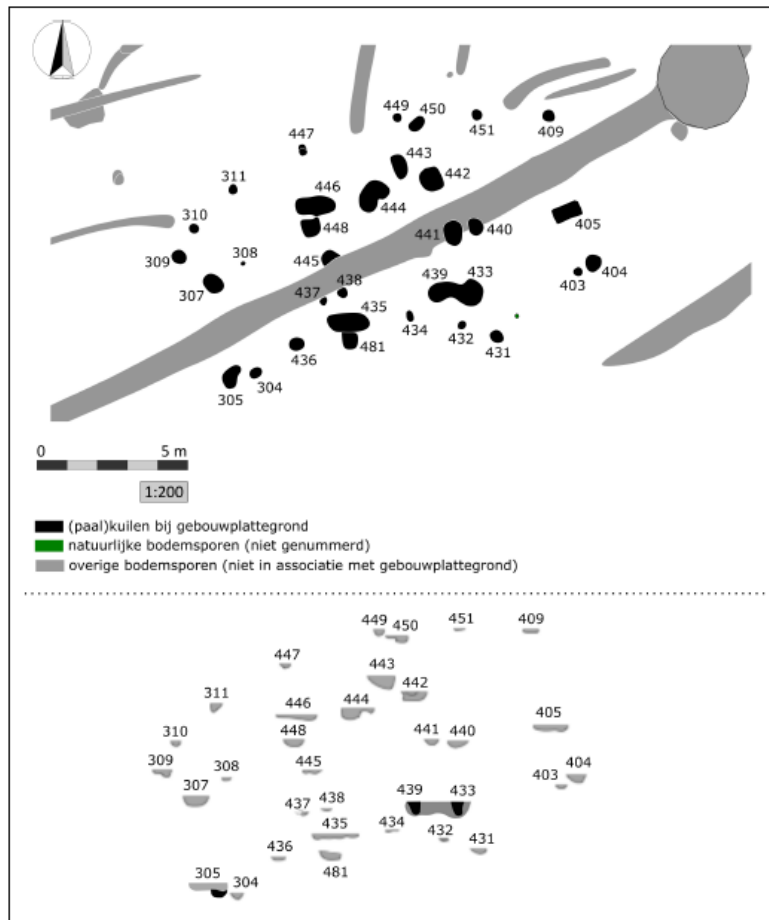 449 450 451 409
447 443 442
311 446 444
310 448 441 440 405
309 308 445 404
307 439 433 403
437 438
435 434 432 431
436 481
305 304
0 5 m
1:200
(paal)kuilen bij gebouwplattegrond
natuurlijke bodemsporen (niet genummerd)
overige bodemsporen (niet in associatie met gebouwplattegrond)
449 450 451 409
447 443
442
311 446 444 405
310 448 441 440
309 308 445 403 404
307 439 433
437 438
435 434 432 431
436 481
305 304